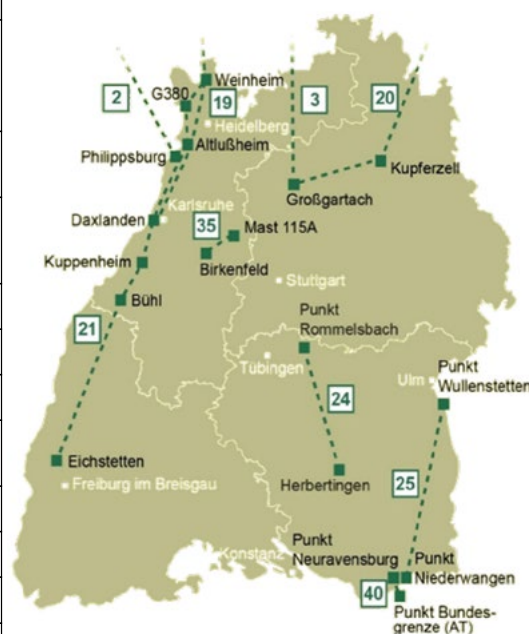 Weinheim
G380
2
19
3
20
Heidelberg
Altlußheim
Philippsburg
Kupferzell
Großgartach
Daxlanden
Karlsruhe
35
Mast 115A
Kuppenheim
Birkenfeld
Stuttgart
Bühl
Punkt
Rommelsbach
21
Tübingen
Ulm
Punkt
Wullenstetten
24
Eichstetten
Freiburg im Breisgau
Herbertingen
25
Konstanz
Punkt
Neuravensburg
Punkt
Niederwangen
40
Punkt Bundes-
grenze (AT)